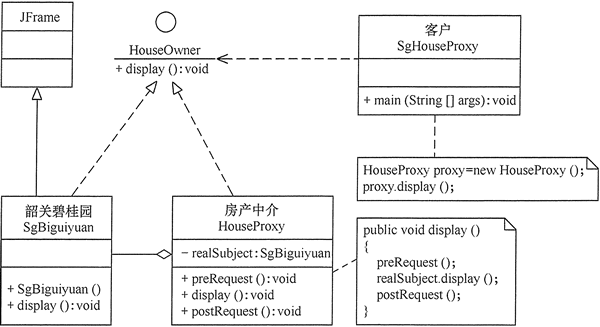 JFrame
HouseOwner
+ display ():void
客户
SgHouseProxy
+ main (String [] args):void
HouseProxy proxy=new HouseProxy ();
proxy.display ();
韶关碧桂园
SgBiguiyuan
+ SgBiguiyuan ()
+ display ():void
房产中介
HouseProxy
- realSubject:SgBiguiyuan
+ preRequest ():void
+ display ():void
+ postRequest ():void
public void display ()
{
preRequest ();
realSubject.display ();
postRequest ();
}